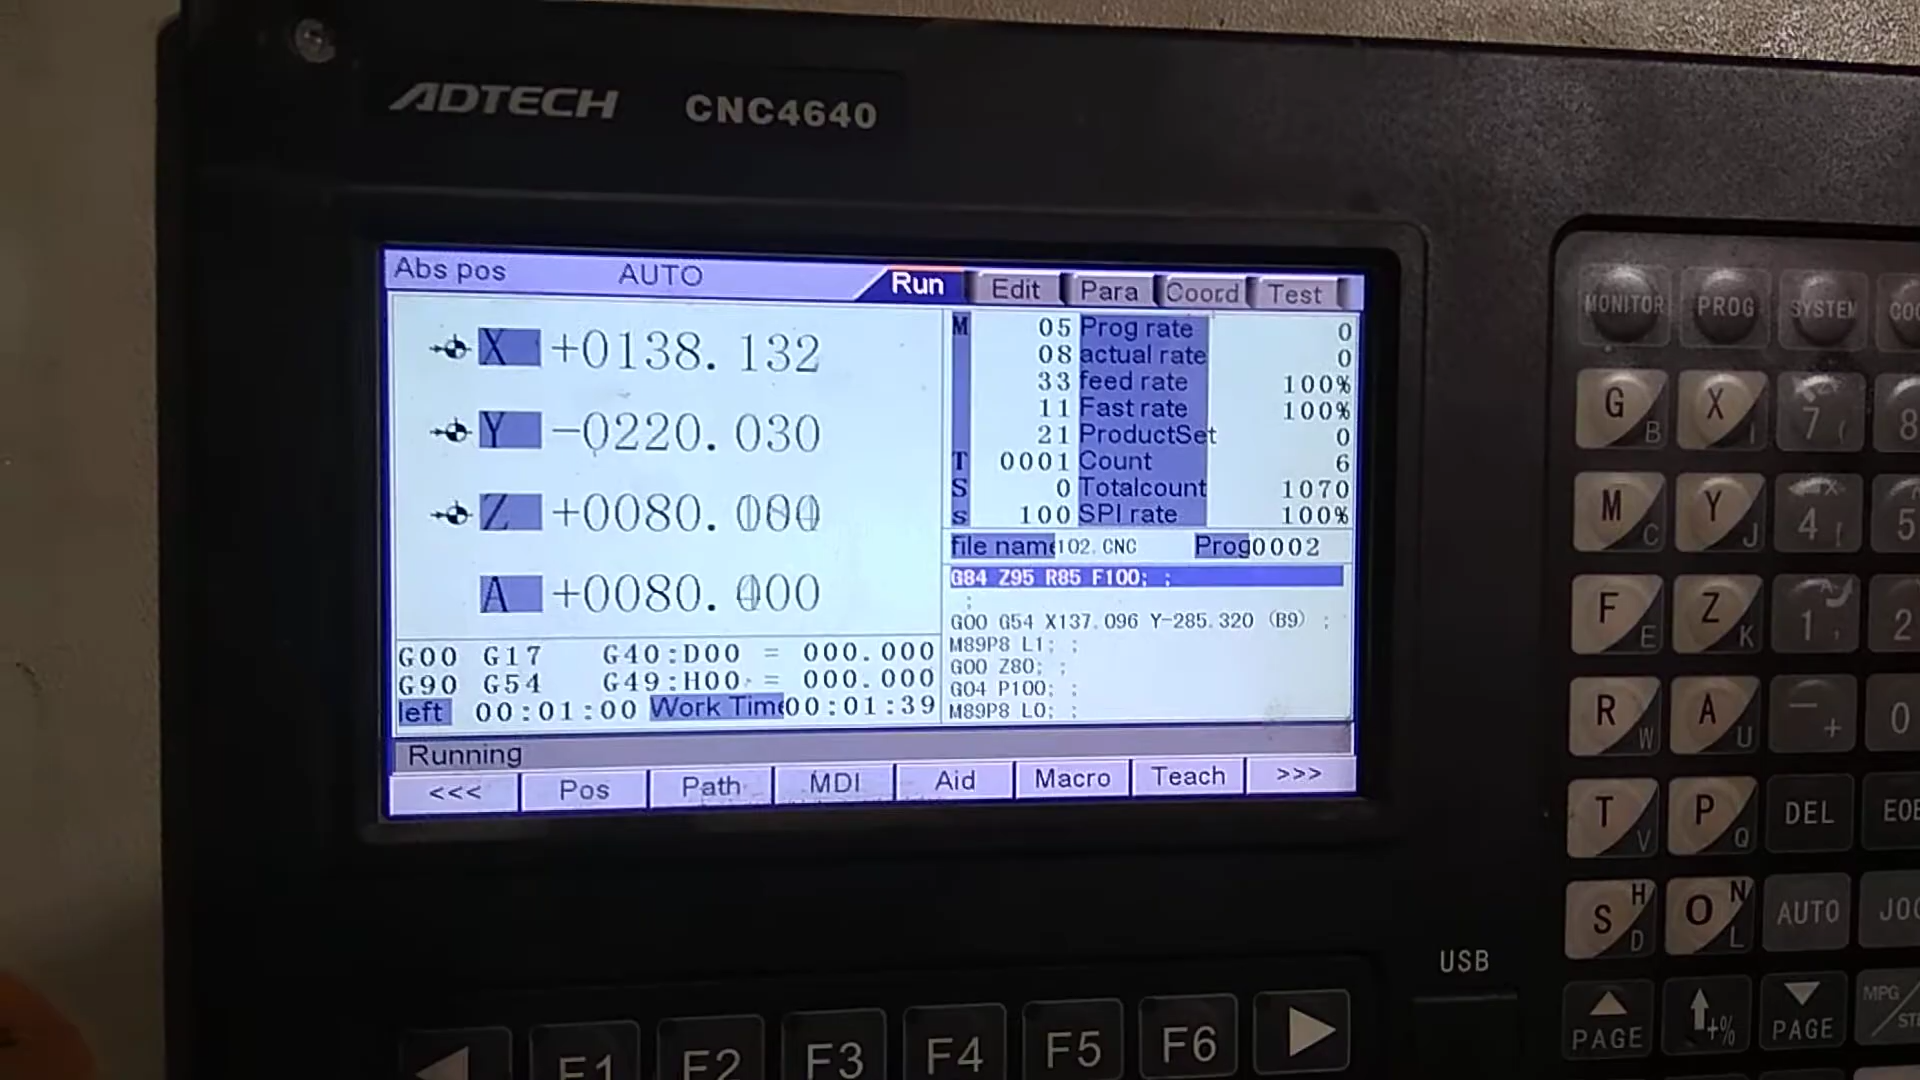 ADTECH CNC4640
Abs pos AUTO Run Edit Para Coord Test
X +0138.132
Y -0220.030
Z +0080.000
A +0080.000
M 05 Prog rate 0
08 actual rate 0
33 feed rate 100%
11 Fast rate 100%
21 ProductSet 0
T 0001 Count 6
S 0 Totalcount 1070
s 100 SPI rate 100%
file name 102.CNC Prog 0002
G84 Z95 R85 F100; ;
;
G00 G54 X137.096 Y-285.320 (B9) ;
M89P8 L1; ;
G00 Z80; ;
G04 P100; ;
M89P8 L0; ;
G00 G17 G40:D00 = 000.000
G90 G54 G49:H00 = 000.000
left 00:01:00 Work Time 00:01:39
Running
<<< Pos Path MDI Aid Macro Teach >>>
F1 F2 F3 F4 F5 F6
USB
MONITOR PROG SYSTEM
G B X I 7 ( 8
M C Y J 4 [ 5
F E Z K 1 , 2
R W A U - + 0
T V P Q DEL EOB
S H D O N L AUTO JOG
PAGE +% PAGE MPG